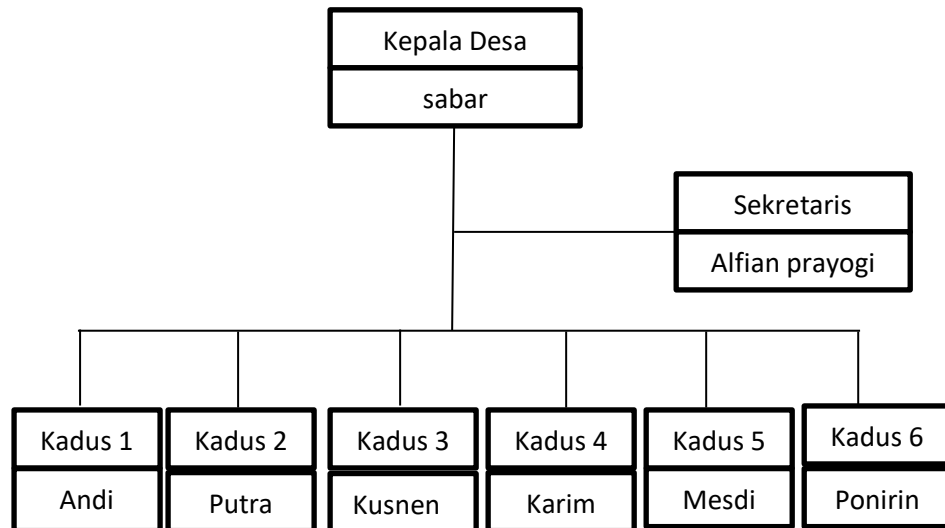 Kepala Desa
sabar
Sekretaris
Alfian prayogi
Kadus 1
Andi
Kadus 2
Putra
Kadus 3
Kusnen
Kadus 4
Karim
Kadus 5
Mesdi
Kadus 6
Ponirin